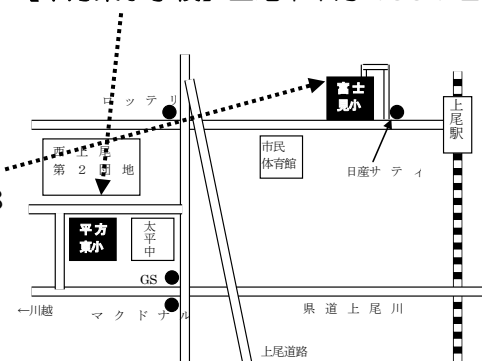 富士
見小
ロッテリ
上尾駅
市民
体育館
西上尾
第２団地
日産サティ
平方
東小
太平中
GS
←川越
マクドナル
県道上尾川
上尾道路